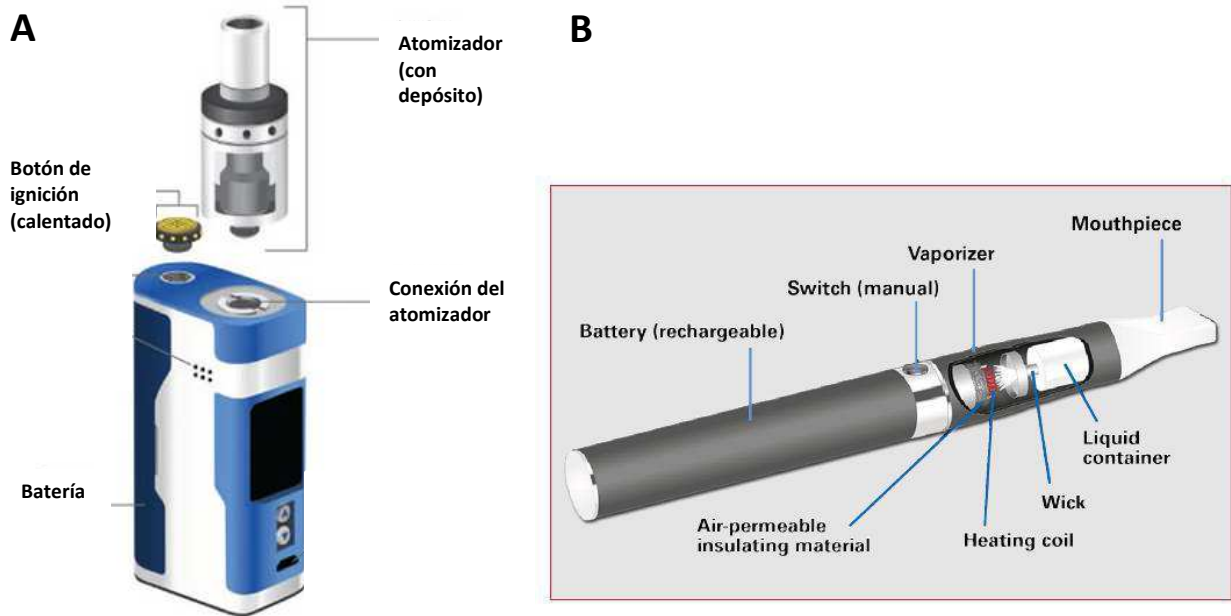 A
Atomizador
(con
depósito)
Botón de
ignición
(calentado)
Conexión del
atomizador
Batería
B
Mouthpiece
Vaporizer
Switch (manual)
Battery (rechargeable)
Liquid
container
Wick
Heating coil
Air-permeable
insulating material